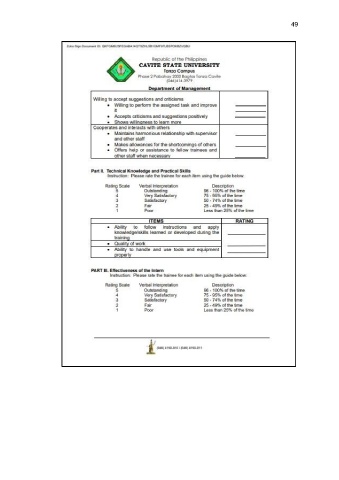 49
Republic of the Philippines
CAVITE STATE UNIVERSITY
Tanza Campus
Department of Management
Willing to accept suggestions and criticisms
• Willing to perform the assigned task and improve it
• Accepts criticisms and suggestions positively
• Shows willingness to learn more
Cooperates and interacts with others
• Maintains harmonious relationship with supervisor
and other staff
• Makes allowances for the shortcomings of others
• Offers help or assistance to fellow trainees and
other staff when necessary
Part II. Technical Knowledge and Practical Skills
Instruction: Please rate the trainee for each item using the guide below:
Rating Scale Verbal Interpretation Description
5 Outstanding 96 - 100% of the time
4 Very Satisfactory 75 - 95% of the time
3 Satisfactory 50 - 74% of the time
2 Fair 25 - 49% of the time
1 Poor Less than 25% of the time
ITEMS RATING
• Ability to follow instructions and apply
knowledge/skills learned or developed during the
training
• Quality of work
• Ability to handle and use tools and equipment
properly
PART III. Effectiveness of the Intern
Instruction: Please rate the trainee for each item using the guide below:
Rating Scale Verbal Interpretation Description
5 Outstanding 96 - 100% of the time
4 Very Satisfactory 75 - 95% of the time
3 Satisfactory 50 - 74% of the time
2 Fair 25 - 49% of the time
1 Poor Less than 25% of the time